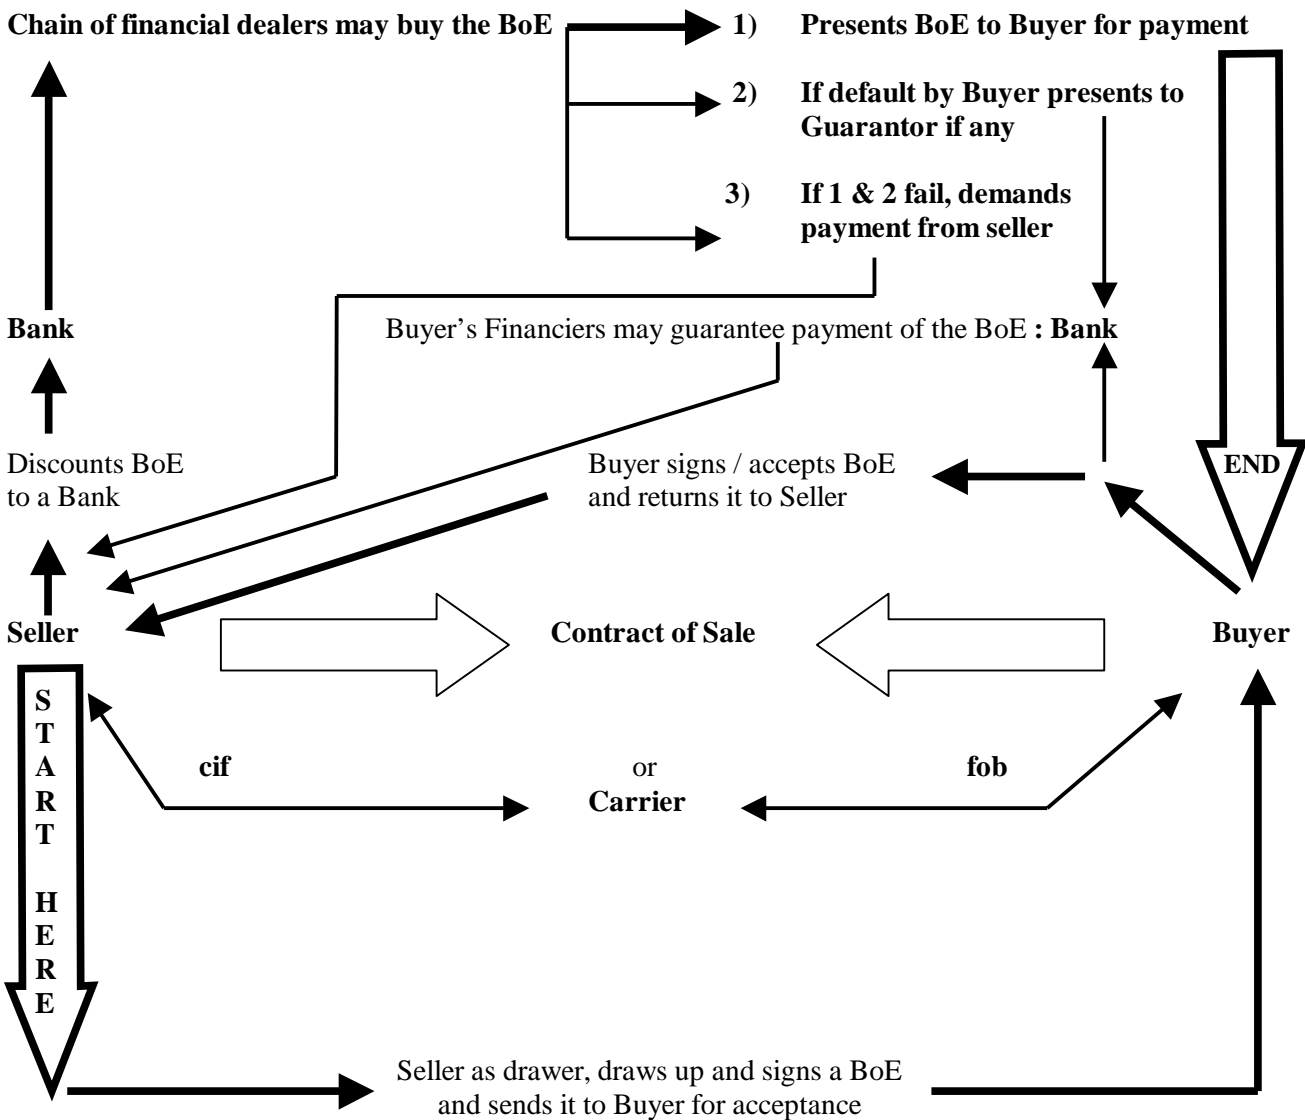 Chain of financial dealers may buy the BoE
1) Presents BoE to Buyer for payment
2) If default by Buyer presents to
Guarantor if any
3) If 1 & 2 fail, demands
payment from seller
Bank
Buyer’s Financiers may guarantee payment of the BoE : Bank
Discounts BoE
to a Bank
Buyer signs / accepts BoE
and returns it to Seller
END
Seller
Contract of Sale
Buyer
S
T
A
R
T
H
E
R
E
cif
or
fob
Carrier
Seller as drawer, draws up and signs a BoE
and sends it to Buyer for acceptance